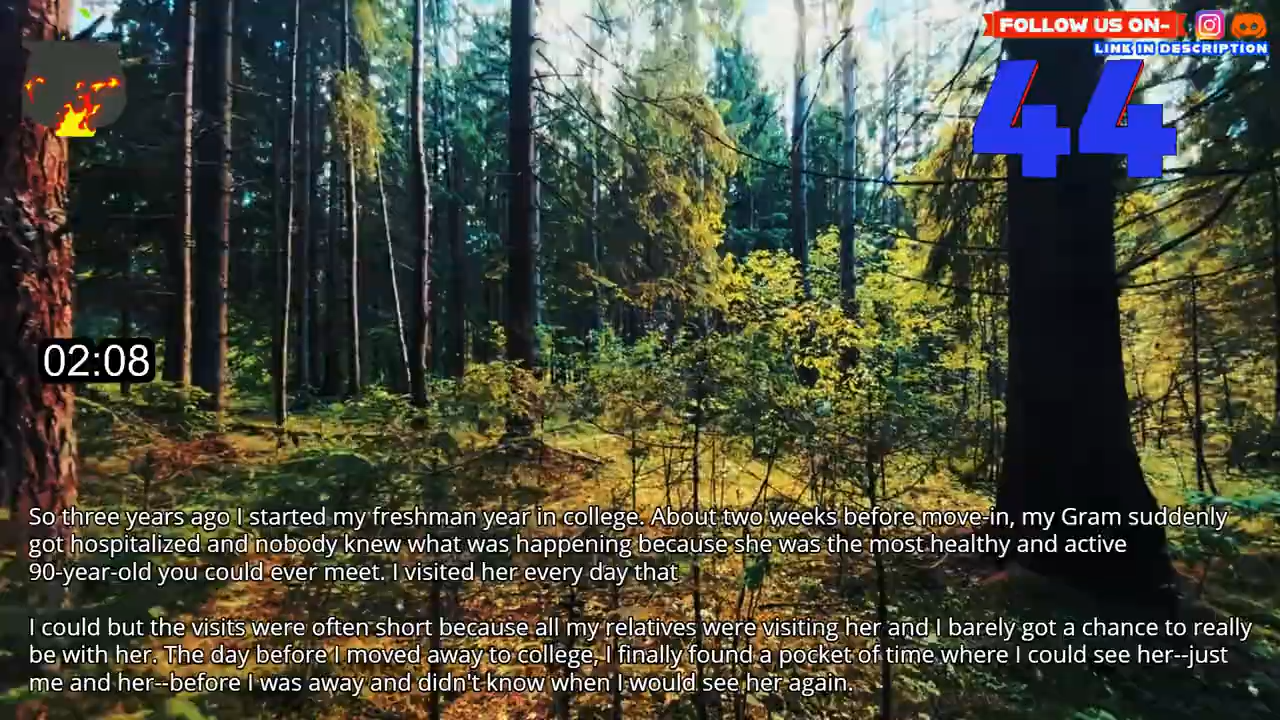 FOLLOW US ON-
LINK IN DESCRIPTION
44
02:08
So three years ago I started my freshman year in college. About two weeks before move-in, my Gram suddenly
got hospitalized and nobody knew what was happening because she was the most healthy and active
90-year-old you could ever meet. I visited her every day that
I could but the visits were often short because all my relatives were visiting her and I barely got a chance to really
be with her. The day before I moved away to college, I finally found a pocket of time where I could see her--just
me and her--before I was away and didn't know when I would see her again.